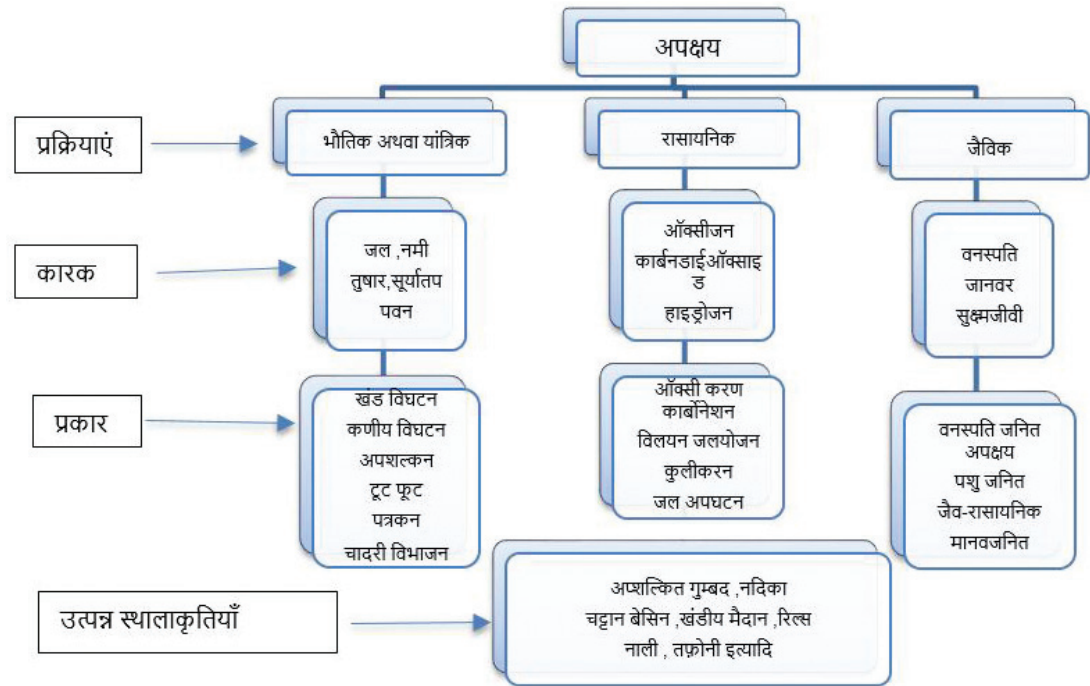 अपक्षय
प्रक्रियाएं
भौतिक अथवा यांत्रिक
रासायनिक
जैविक
कारक
जल ,नमी
तुषार,सूर्यातप
पवन
ऑक्सीजन
कार्बनडाईऑक्साइ
ड
हाइड्रोजन
वनस्पति
जानवर
सुक्ष्मजीवी
प्रकार
खंड विघटन
कणीय विघटन
अपशल्कन
टूट फूट
पत्रकन
चादरी विभाजन
ऑक्सी करण
कार्बोनेशन
विलयन जलयोजन
कुलीकरन
जल अपघटन
वनस्पति जनित
अपक्षय
पशु जनित
जैव-रासायनिक
मानवजनित
उत्पन्न स्थालाकृतियाँ
अप्शल्कित गुम्बद ,नदिका
चट्टान बेसिन ,खंडीय मैदान ,रिल्स
नाली , तफ़ोनी इत्यादि